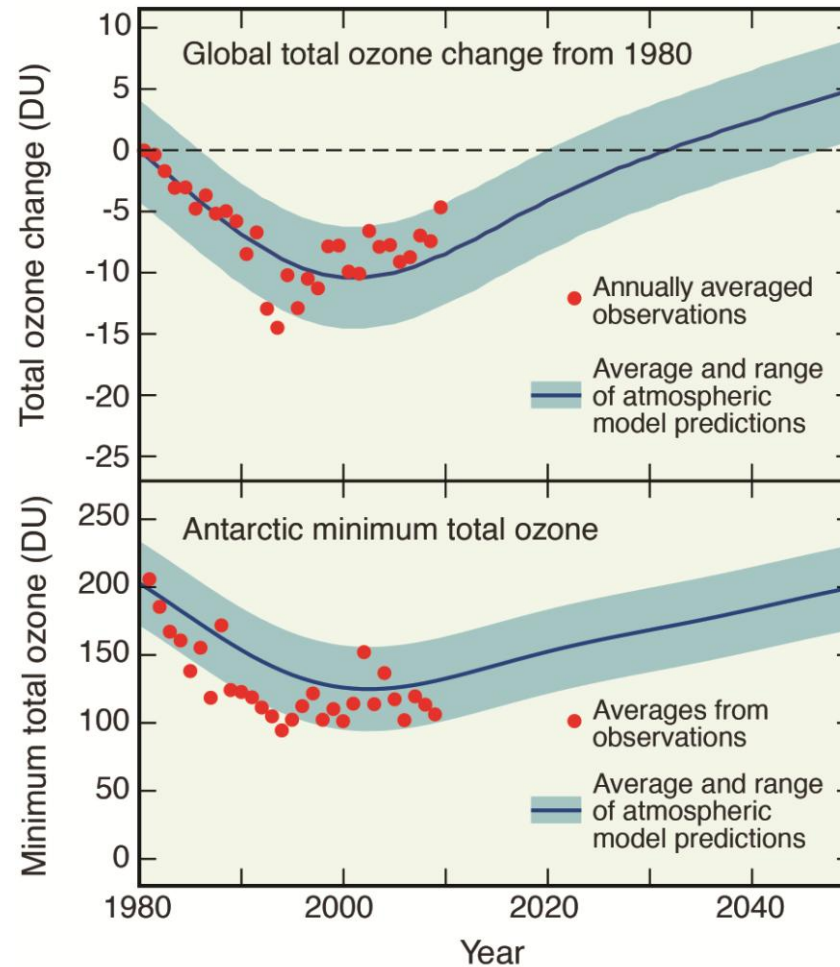 Global total ozone change from 1980
Total ozone change (DU)
10
5
0
-5
-10
-15
-20
-25
Annually averaged
observations
Average and range
of atmospheric
model predictions
Antarctic minimum total ozone
Minimum total ozone (DU)
250
200
150
100
50
0
Averages from
observations
Average and range
of atmospheric
model predictions
1980
2000
2020
2040
Year